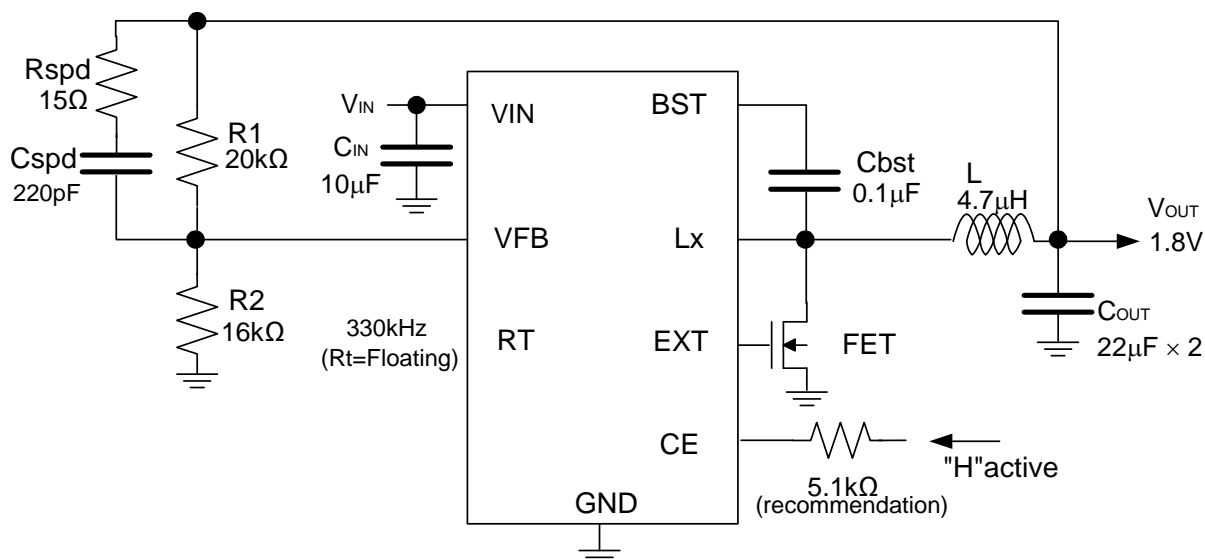 Rspd
15Ω
Cspd
220pF
R1
20kΩ
R2
16kΩ
VIN
CIN
10μF
VIN
BST
VFB
Lx
RT
EXT
CE
GND
330kHz
(Rt=Floating)
Cbst
0.1μF
L
4.7μH
VOUT
1.8V
COUT
22μF × 2
FET
"H"active
5.1kΩ
(recommendation)